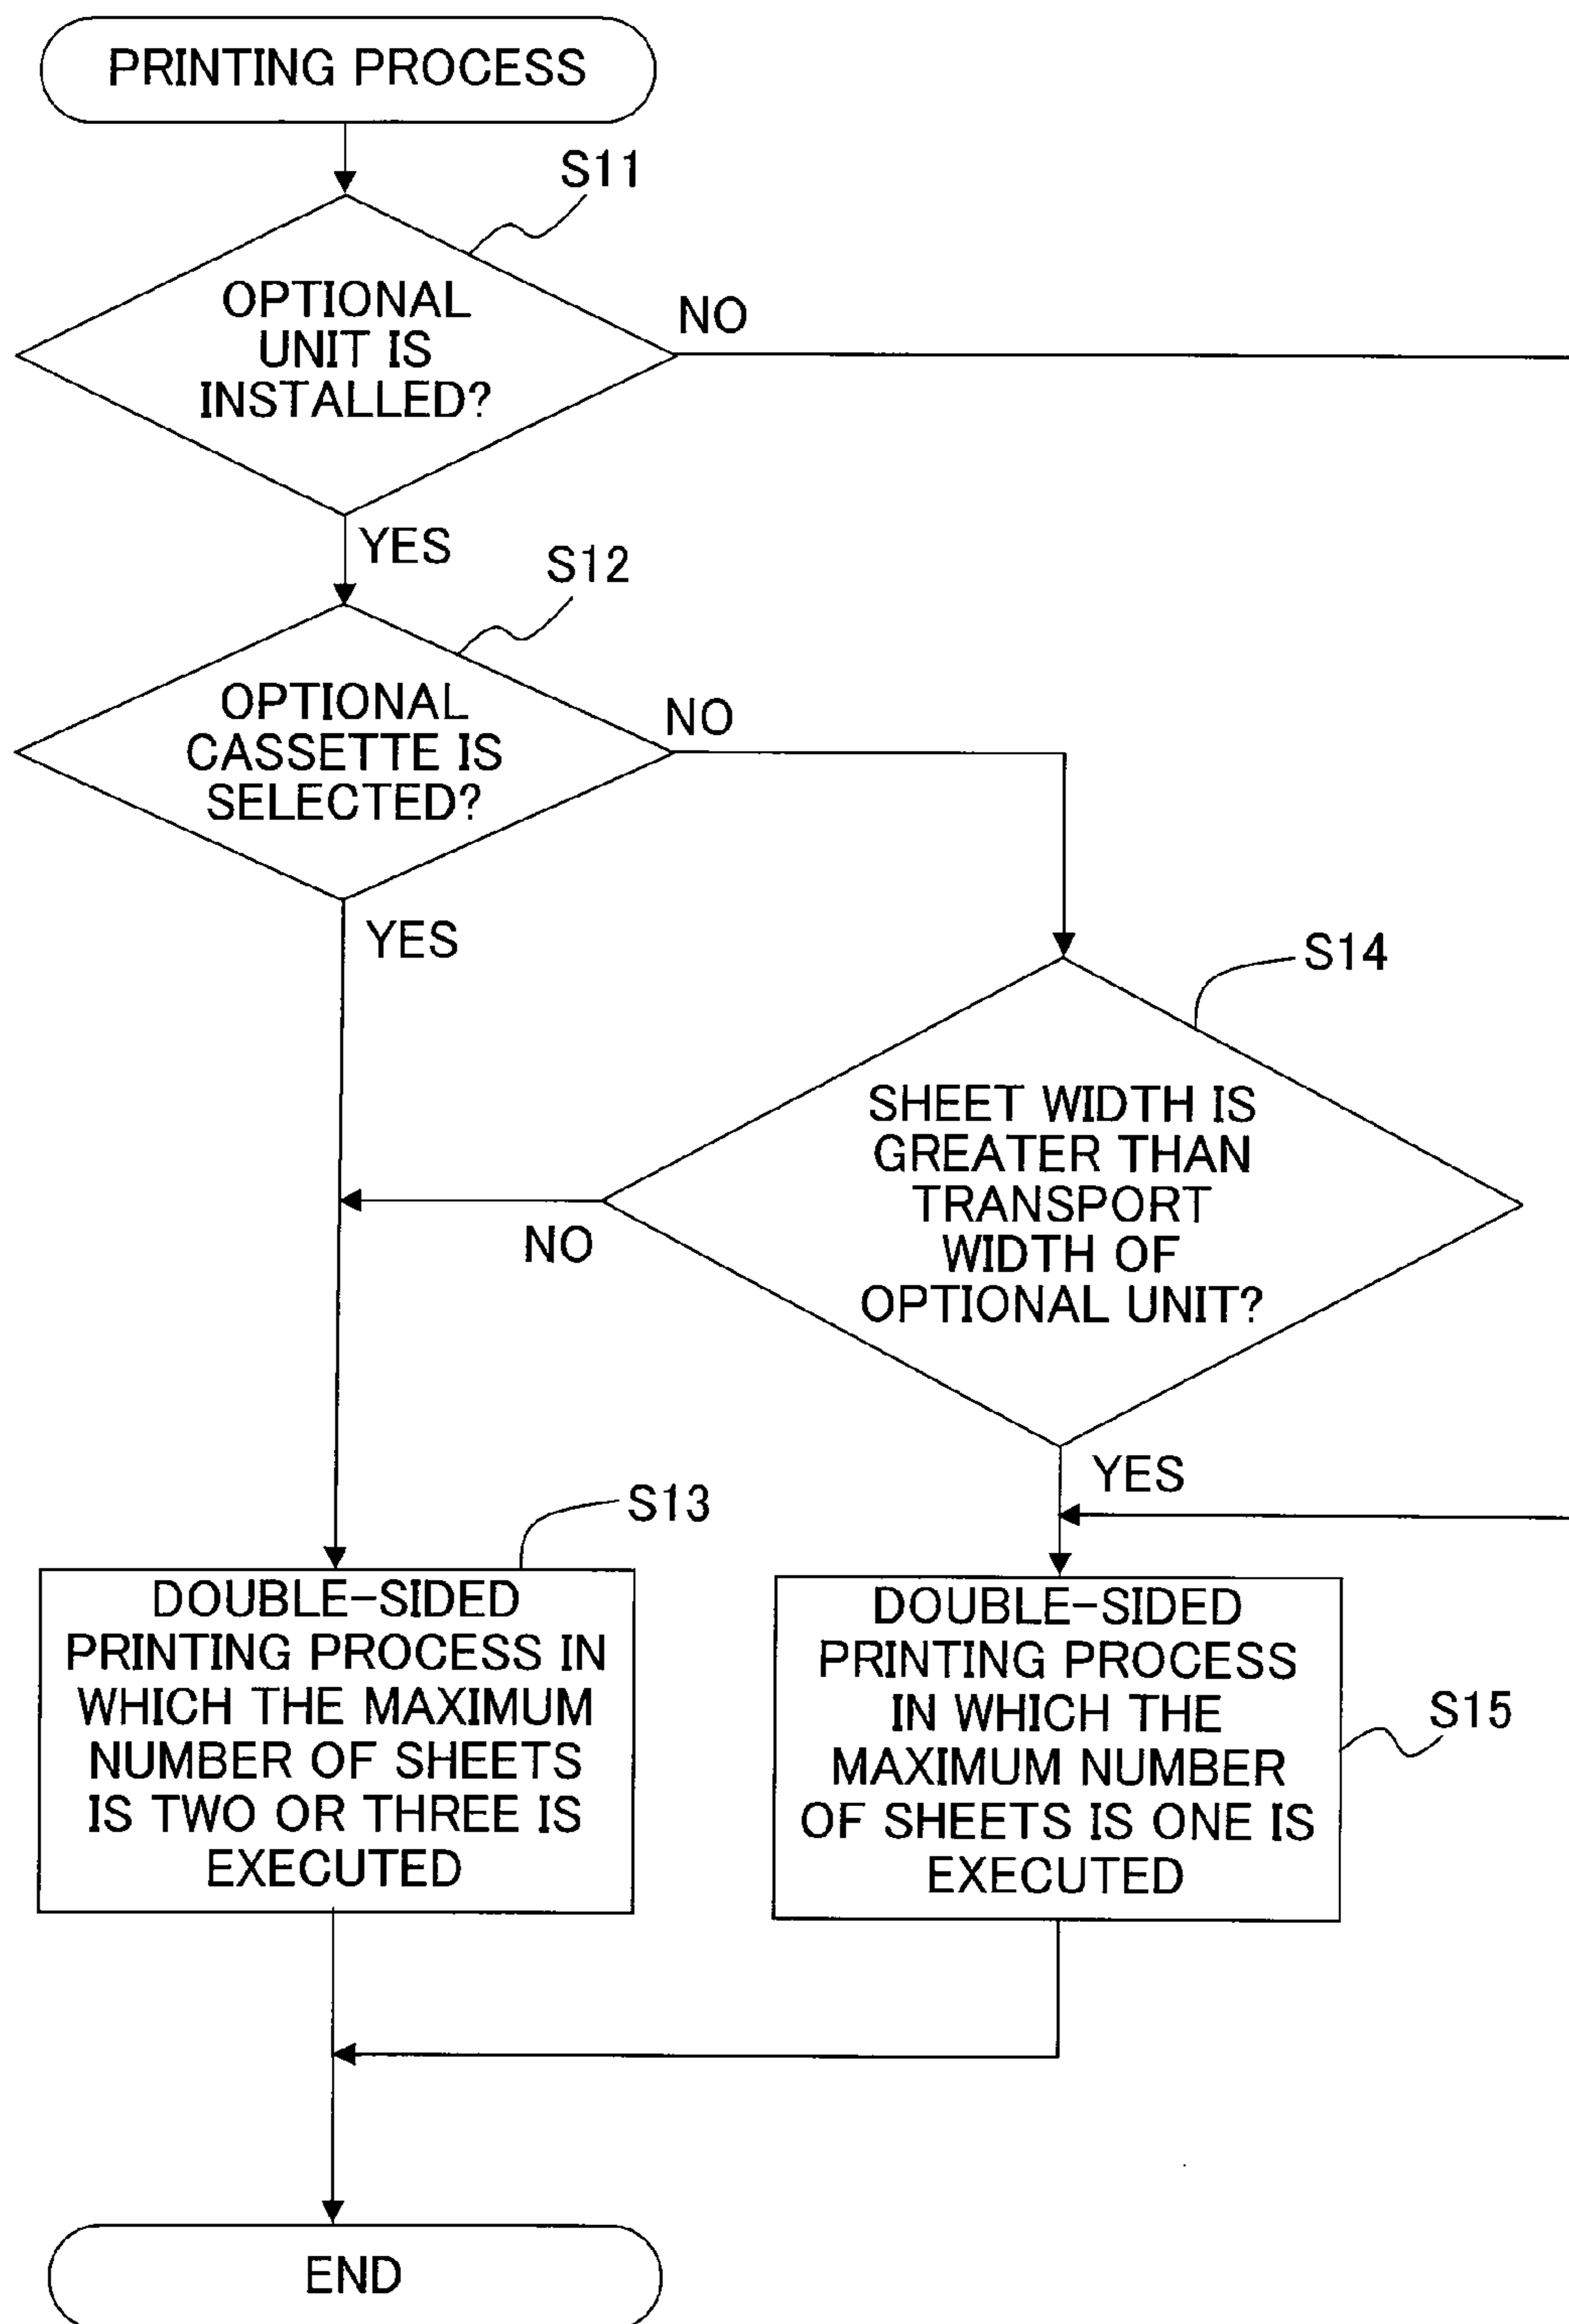 PRINTING PROCESS
S11
OPTIONAL
UNIT IS
INSTALLED?
NO
YES
S12
OPTIONAL
CASSETTE IS
SELECTED?
NO
YES
S14
SHEET WIDTH IS
GREATER THAN
TRANSPORT
WIDTH OF
OPTIONAL UNIT?
NO
YES
S13
DOUBLE-SIDED
PRINTING PROCESS IN
WHICH THE MAXIMUM
NUMBER OF SHEETS
IS TWO OR THREE IS
EXECUTED
DOUBLE-SIDED
PRINTING PROCESS
IN WHICH THE
MAXIMUM NUMBER
OF SHEETS IS ONE IS
EXECUTED
S15
END